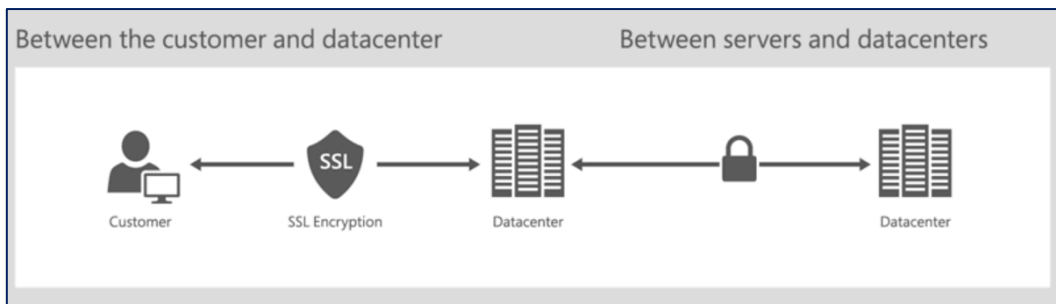 Between the customer and datacenter
Between servers and datacenters
SSL
Customer
SSL Encryption
Datacenter
Datacenter